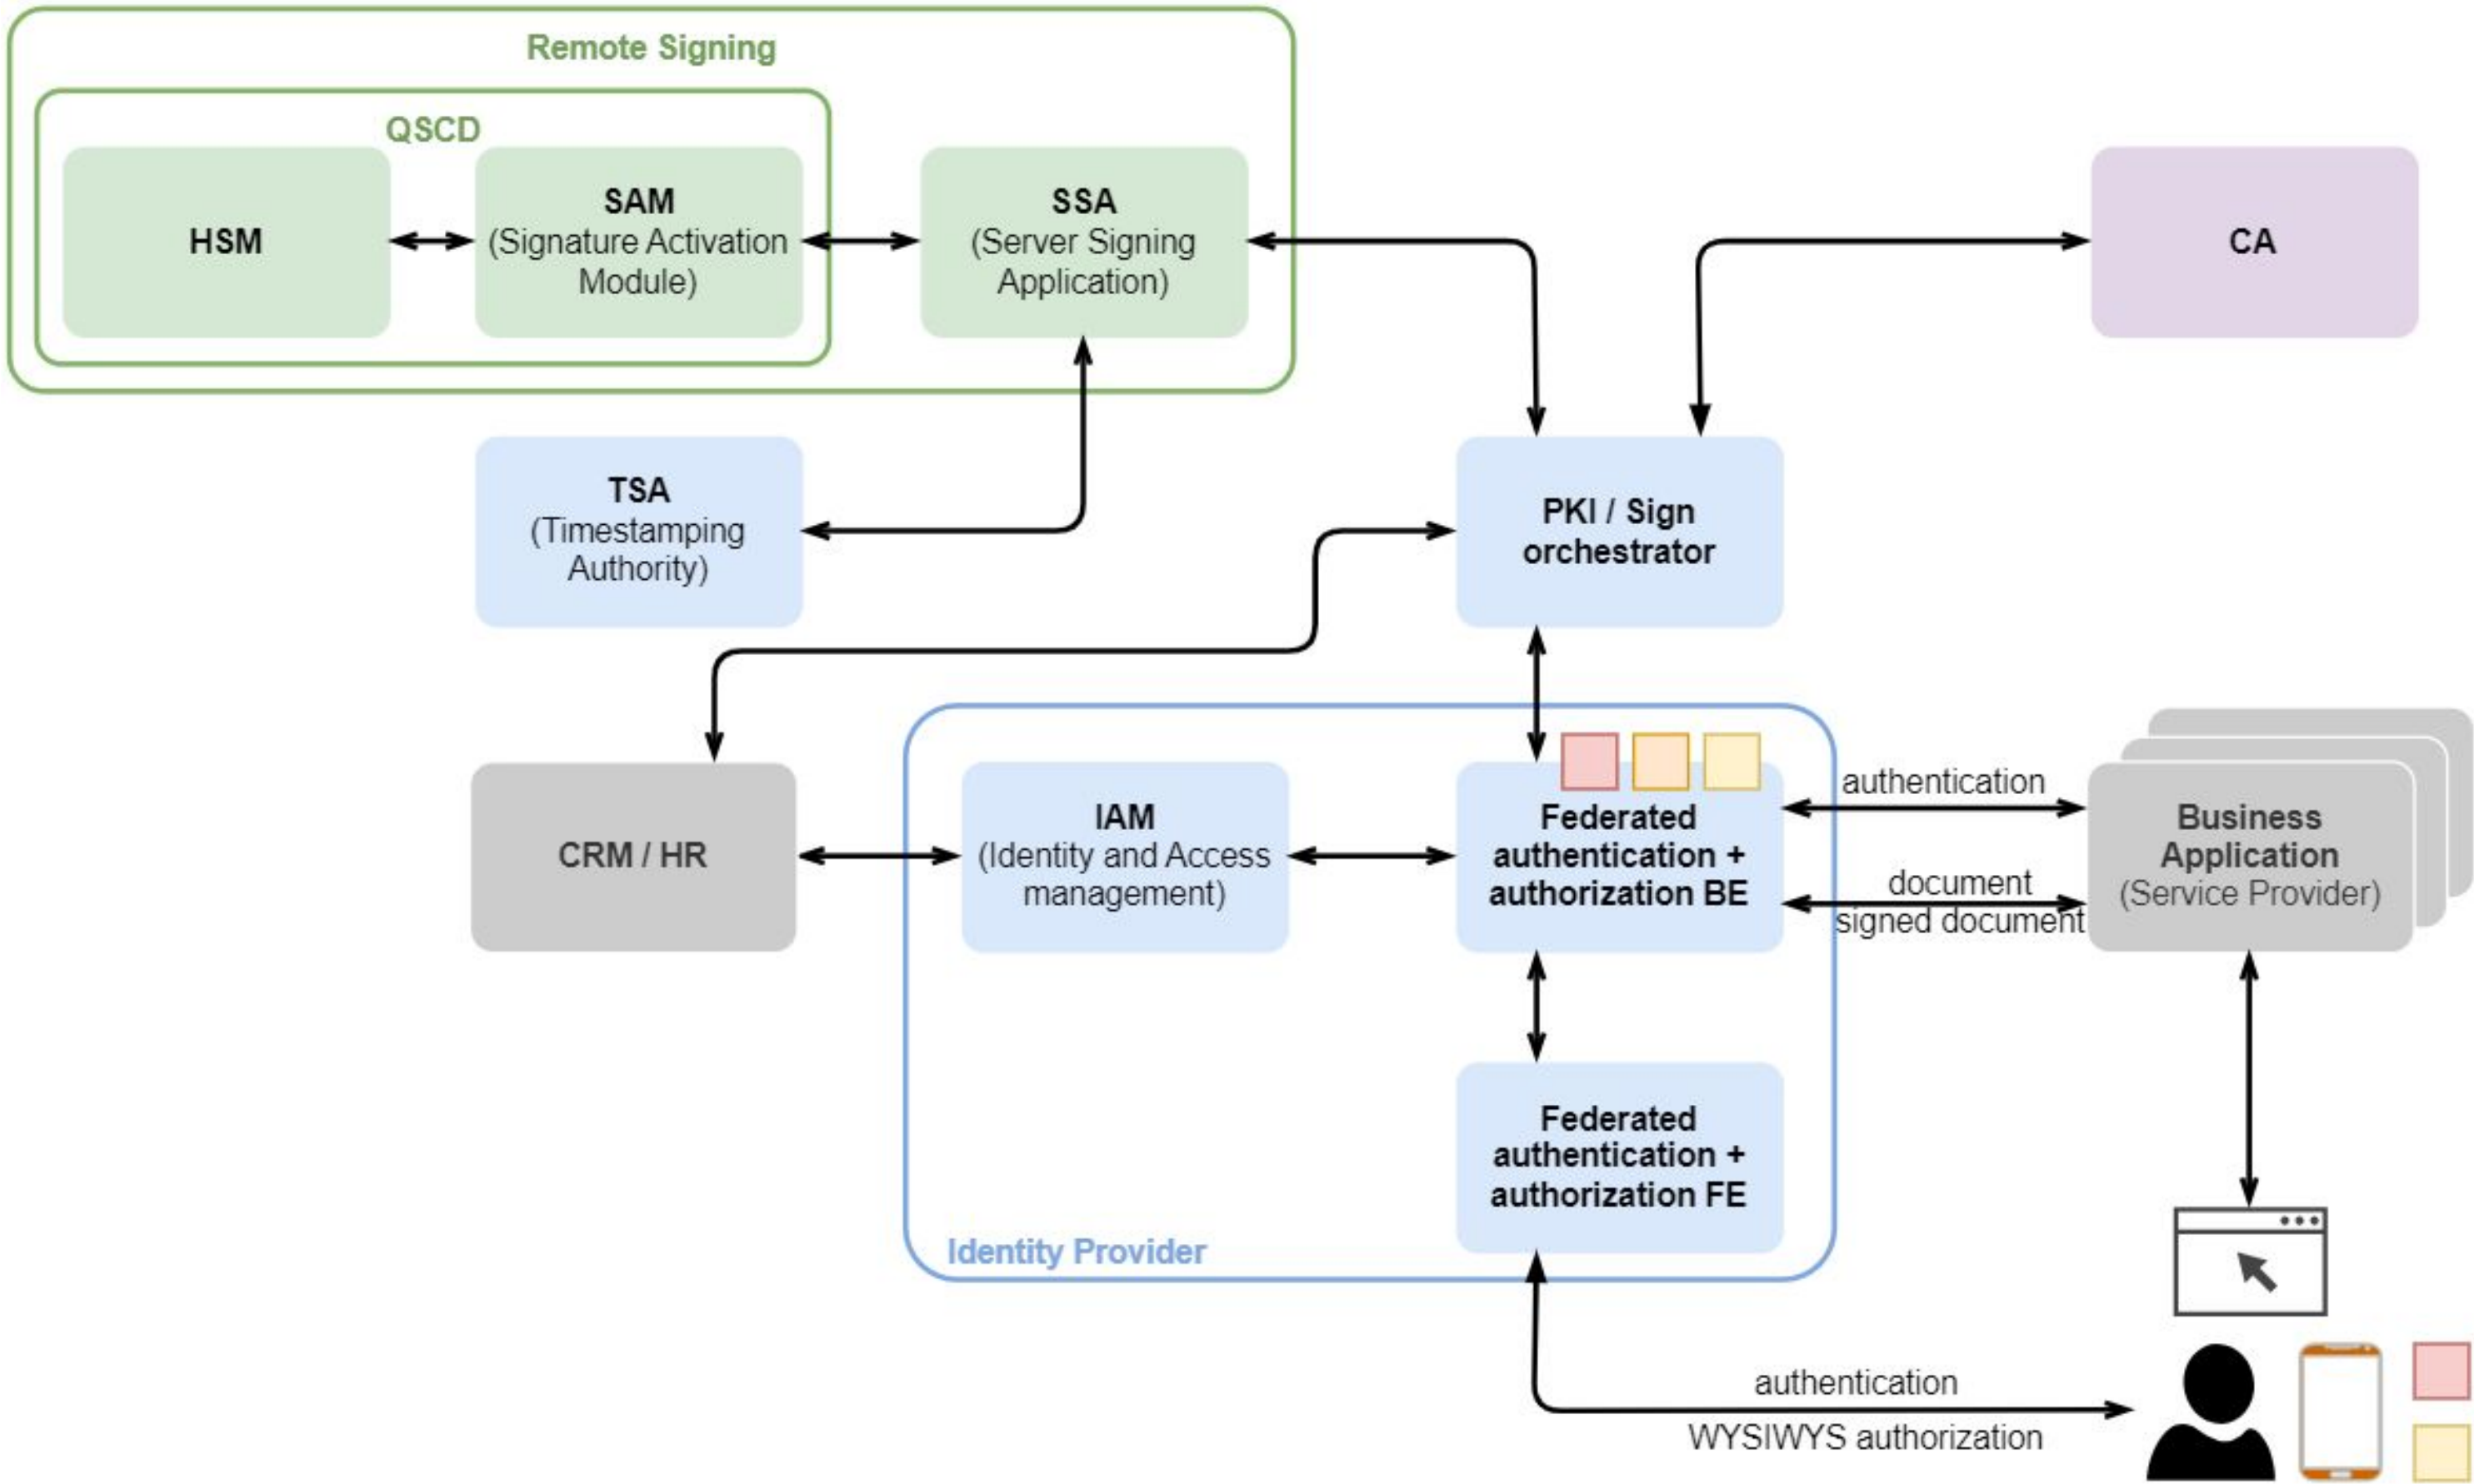 Remote Signing
QSCD
HSM
SAM
(Signature Activation
Module)
SSA
(Server Signing
Application)
CA
TSA
(Timestamping
Authority)
PKI / Sign
orchestrator
CRM / HR
IAM
(Identity and Access
management)
Federated
authentication +
authorization BE
authentication
document
signed document
Business
Application
(Service Provider)
Federated
authentication +
authorization FE
Identity Provider
authentication
WYSIWYS authorization